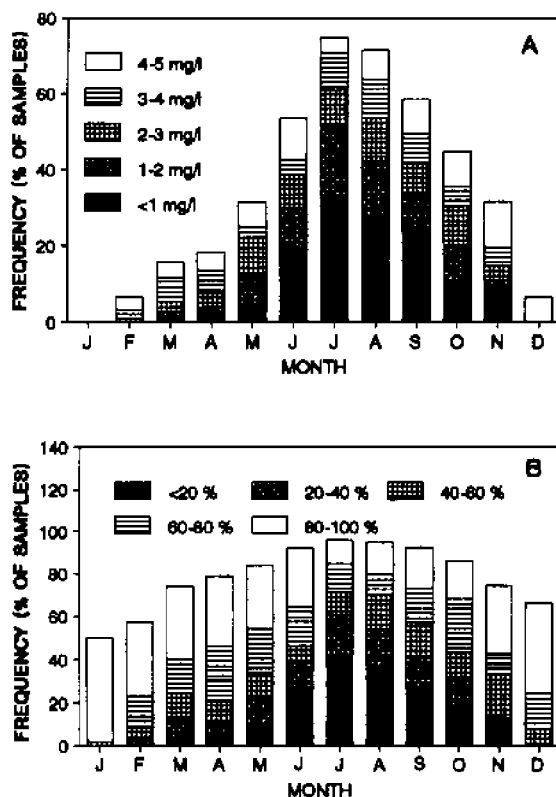 A
80
60
40
20
0
FREQUENCY (% OF SAMPLES)
4-5 mg/l
3-4 mg/l
2-3 mg/l
1-2 mg/l
<1 mg/l
J F M A M J J A S O N D
MONTH
B
140
120
100
80
60
40
20
0
FREQUENCY (% OF SAMPLES)
<20 % 20-40 % 40-60 %
60-80 % 80-100 %
J F M A M J J A S O N D
MONTH